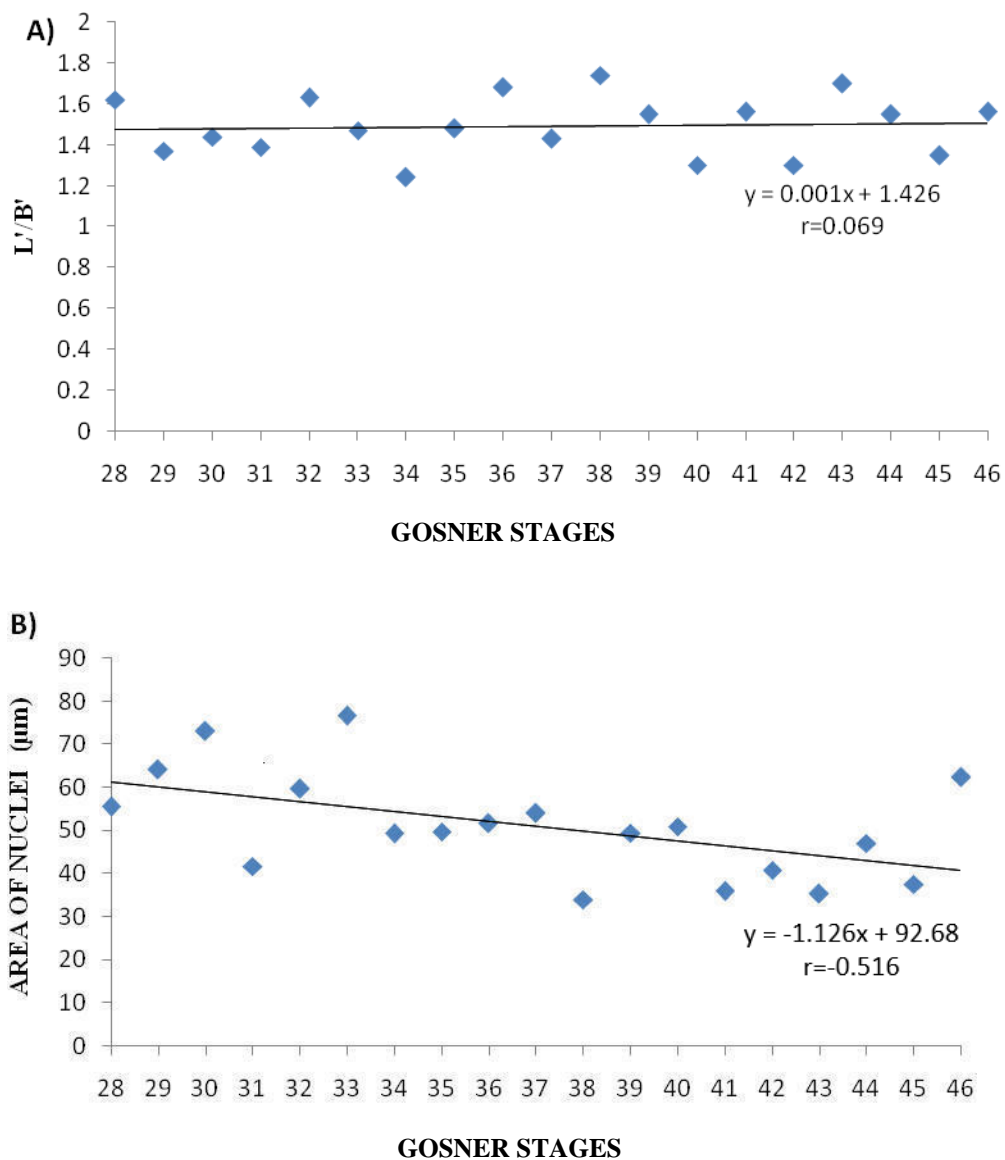 A)
2
1.8
1.6
1.4
1.2
1
0.8
0.6
0.4
0.2
0
L'/B'
y = 0.001x + 1.426
r=0.069
28 29 30 31 32 33 34 35 36 37 38 39 40 41 42 43 44 45 46
GOSNER STAGES
B)
90
80
70
60
50
40
30
20
10
0
AREA OF NUCLEI (µm)
y = -1.126x + 92.68
r=-0.516
28 29 30 31 32 33 34 35 36 37 38 39 40 41 42 43 44 45 46
GOSNER STAGES